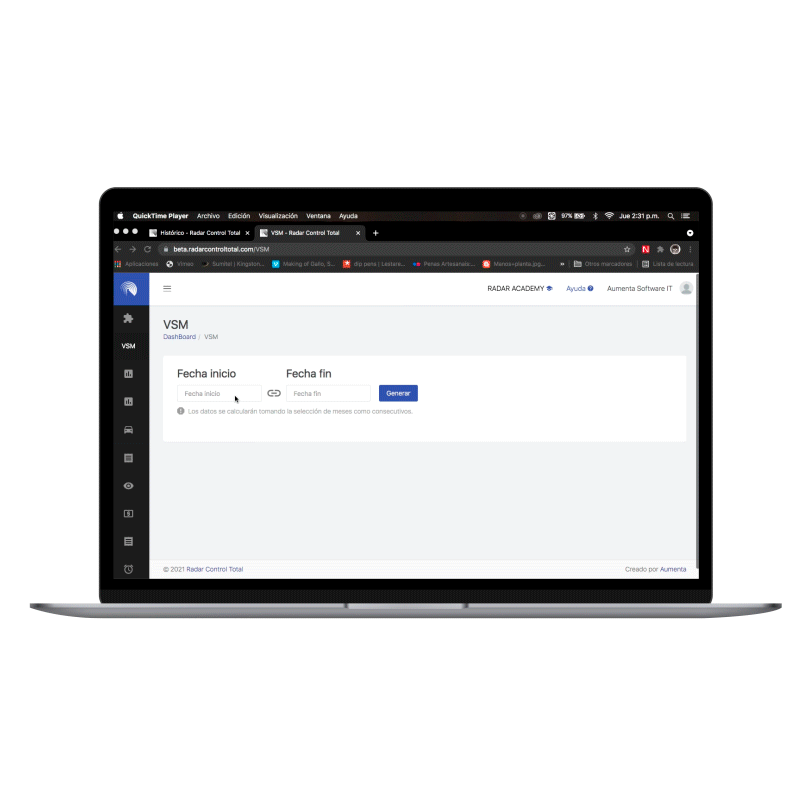 QuickTime Player Archivo Edición Visualización Ventana Ayuda 97% Jue 2:31 p.m.
Histórico - Radar Control Total × VSM - Radar Control Total × +
beta.radarcontroltotal.com/VSM N
Aplicaciones Vimeo Sumitel | Kingston... Making of Gallo, S... dip pens | Lestara... Penas Artesanais:... Manos+planta.jpg... » Otros marcadores Lista de lectura
RADAR ACADEMY Ayuda Aumenta Software IT
VSM
VSM
DashBoard / VSM
Fecha inicio Fecha fin
Fecha inicio Fecha fin Generar
Los datos se calcularán tomando la selección de meses como consecutivos.
© 2021 Radar Control Total Creado por Aumenta